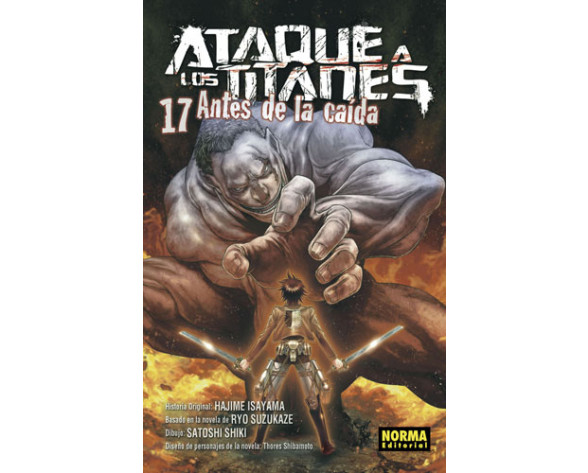 ATAQUE A
LOS TITANES
17 Antes de la caída
Historia Original: HAJIME ISAYAMA
Basado en la novela de RYO SUZUKAZE
Dibujo: SATOSHI SHIKI
Diseño de personajes de la novela: Thores Shibamoto
NORMA
Editorial